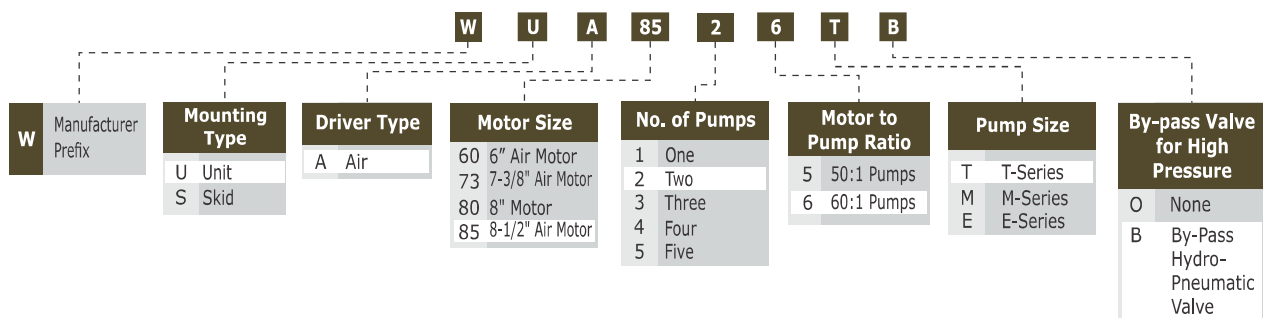 W U A 85 2 6 T B
W Manufacturer
Prefix
Mounting
Type
U Unit
S Skid
Driver Type
A Air
Motor Size
60 6” Air Motor
73 7-3/8" Air Motor
80 8" Motor
85 8-1/2" Air Motor
No. of Pumps
1 One
2 Two
3 Three
4 Four
5 Five
Motor to
Pump Ratio
5 50:1 Pumps
6 60:1 Pumps
Pump Size
T T-Series
M M-Series
E E-Series
By-pass Valve
for High
Pressure
O None
B By-Pass
Hydro-
Pneumatic
Valve